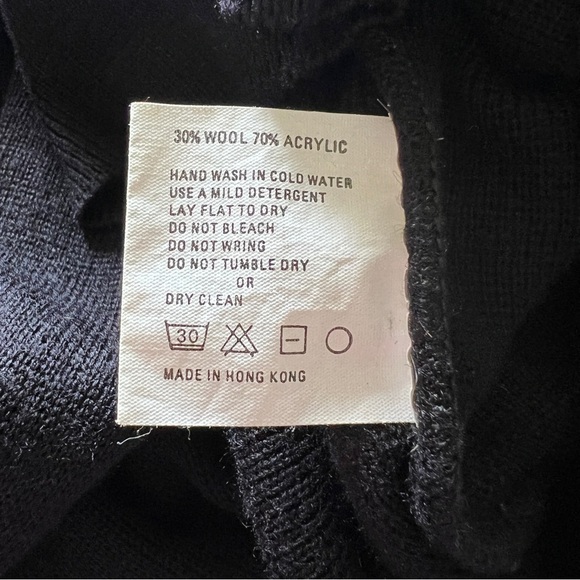 30% WOOL 70% ACRYLIC
HAND WASH IN COLD WATER
USE A MILD DETERGENT
LAY FLAT TO DRY
DO NOT BLEACH
DO NOT WRING
DO NOT TUMBLE DRY
OR
DRY CLEAN
30
MADE IN HONG KONG